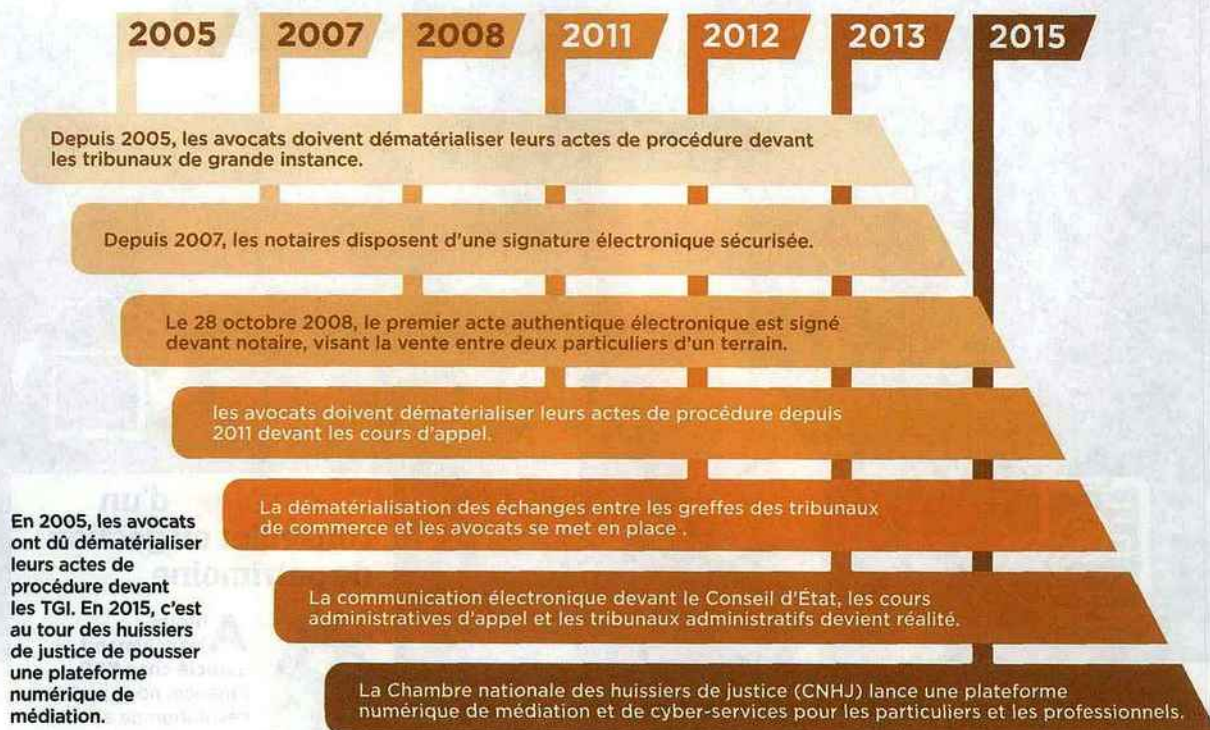 2005 2007 2008 2011 2012 2013 2015
Depuis 2005, les avocats doivent dématérialiser leurs actes de procédure devant
les tribunaux de grande instance.
Depuis 2007, les notaires disposent d'une signature électronique sécurisée.
Le 28 octobre 2008, le premier acte authentique électronique est signé
devant notaire, visant la vente entre deux particuliers d'un terrain.
les avocats doivent dématérialiser leurs actes de procédure depuis
2011 devant les cours d'appel.
La dématérialisation des échanges entre les greffes des tribunaux
de commerce et les avocats se met en place .
La communication électronique devant le Conseil d'État, les cours
administratives d'appel et les tribunaux administratifs devient réalité.
La Chambre nationale des huissiers de justice (CNHJ) lance une plateforme
numérique de médiation et de cyber-services pour les particuliers et les professionnels.
En 2005, les avocats
ont dû dématérialiser
leurs actes de
procédure devant
les TGI. En 2015, c'est
au tour des huissiers
de justice de pousser
une plateforme
numérique de
médiation.